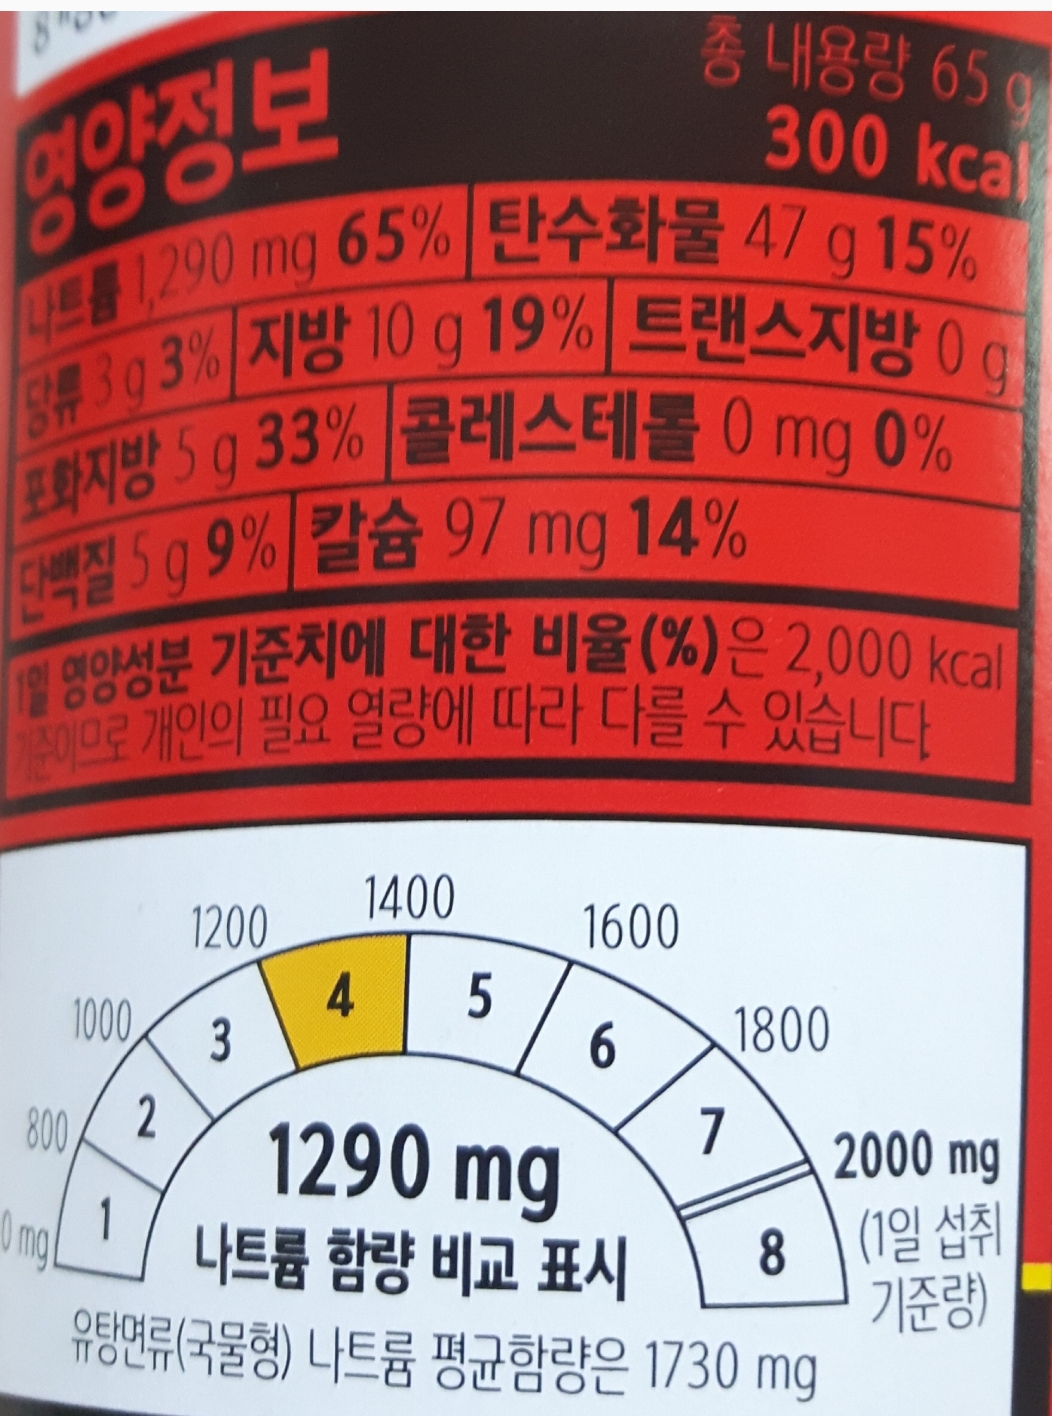 영양정보
총 내용량 65 g
300 kcal
나트륨 1,290 mg 65% 탄수화물 47 g 15%
당류 3 g 3% 지방 10 g 19% 트랜스지방 0 g
포화지방 5 g 33% 콜레스테롤 0 mg 0%
단백질 5 g 9% 칼슘 97 mg 14%
1일 영양성분 기준치에 대한 비율(%)은 2,000 kcal
기준이므로 개인의 필요 열량에 따라 다를 수 있습니다
0 mg
800
1000
1200
1400
1600
1800
2000 mg
(1일 섭취
기준량)
1
2
3
4
5
6
7
8
1290 mg
나트륨 함량 비교 표시
유탕면류(국물형) 나트륨 평균함량은 1730 mg